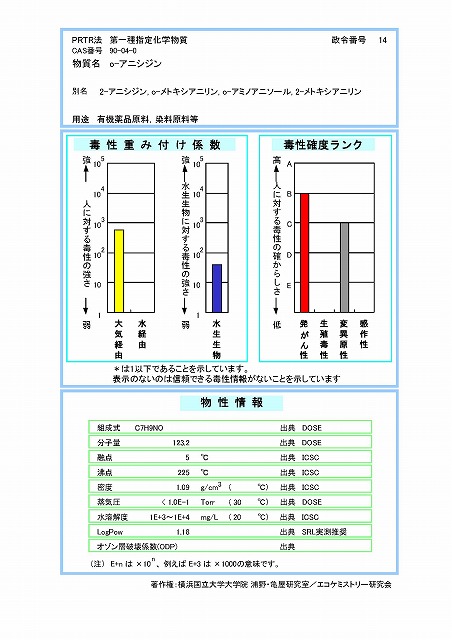 PRTR法 第一種指定化学物質 政令番号 14
CAS番号 90-04-0
物質名 o-アニシジン
別名 2-アニシジン, o-メトキシアニリン, o-アミノアニソール, 2-メトキシアニリン
用途 有機薬品原料, 染料原料等
毒性重み付け係数
強
人に対する毒性の強さ
弱
10^5
10^4
10^3
10^2
10
1
大気経由
水経由
強
水生生物に対する毒性の強さ
弱
10^5
10^4
10^3
10^2
10
1
水生生物
毒性確度ランク
高
人に対する毒性の確からしさ
低
A
B
C
D
E
発がん性
生殖毒性
変異原性
感作性
*は1以下であることを示しています。
表示のないのは信頼できる毒性情報がないことを示しています
物性情報
組成式 C7H9NO 出典 DOSE
分子量 123.2 出典 DOSE
融点 5 ℃ 出典 ICSC
沸点 225 ℃ 出典 ICSC
密度 1.09 g/cm3 ( ℃) 出典 ICSC
蒸気圧 < 1.0E-1 Torr (30 ℃) 出典 DOSE
水溶解度 1E+3~1E+4 mg/L (20 ℃) 出典 ICSC
LogPow 1.18 出典 SRL実測推奨
オゾン層破壊係数(ODP) 出典
(注) E+n は ×10^n、例えば E+3 は ×1000の意味です。
著作権:横浜国立大学大学院 浦野・亀屋研究室/エコケミストリー研究会